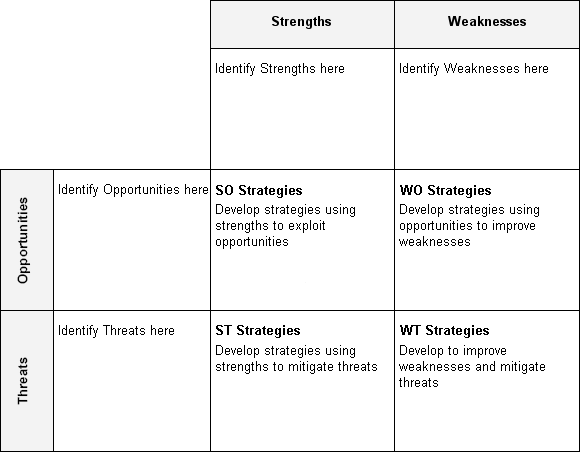 Strengths
Weaknesses
Identify Strengths here
Identify Weaknesses here
Opportunities
Identify Opportunities here
SO Strategies
Develop strategies using
strengths to exploit
opportunities
WO Strategies
Develop strategies using
opportunities to improve
weaknesses
Threats
Identify Threats here
ST Strategies
Develop strategies using
strengths to mitigate threats
WT Strategies
Develop to improve
weaknesses and mitigate
threats